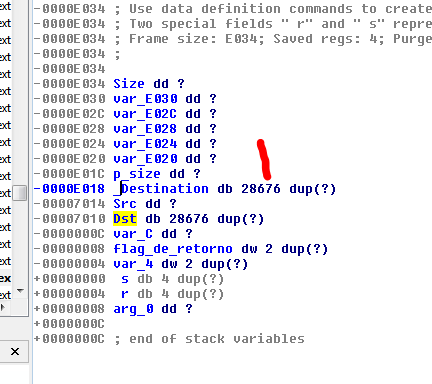 ext
-0000E034 ; Use data definition commands to create
ext
-0000E034 ; Two special fields " r" and " s" repre
ext
-0000E034 ; Frame size: E034; Saved regs: 4; Purge
ext
-0000E034 ;
ext
-0000E034
ext
-0000E034 Size dd ?
ext
-0000E030 var_E030 dd ?
ext
-0000E02C var_E02C dd ?
ext
-0000E028 var_E028 dd ?
ext
-0000E024 var_E024 dd ?
ext
-0000E020 var_E020 dd ?
ext
-0000E01C p_size dd ?
ext
-0000E018 _Destination db 28676 dup(?)
ext
-00007014 Src dd ?
ext
-00007010 Dst db 28676 dup(?)
ext
-0000000C var_C dd ?
ext
-00000008 flag_de_retorno dw 2 dup(?)
ext
-00000004 var_4 dw 2 dup(?)
ex
+00000000 s db 4 dup(?)
ext
+00000004 r db 4 dup(?)
ext
+00000008 arg_0 dd ?
+0000000C
+0000000C ; end of stack variables